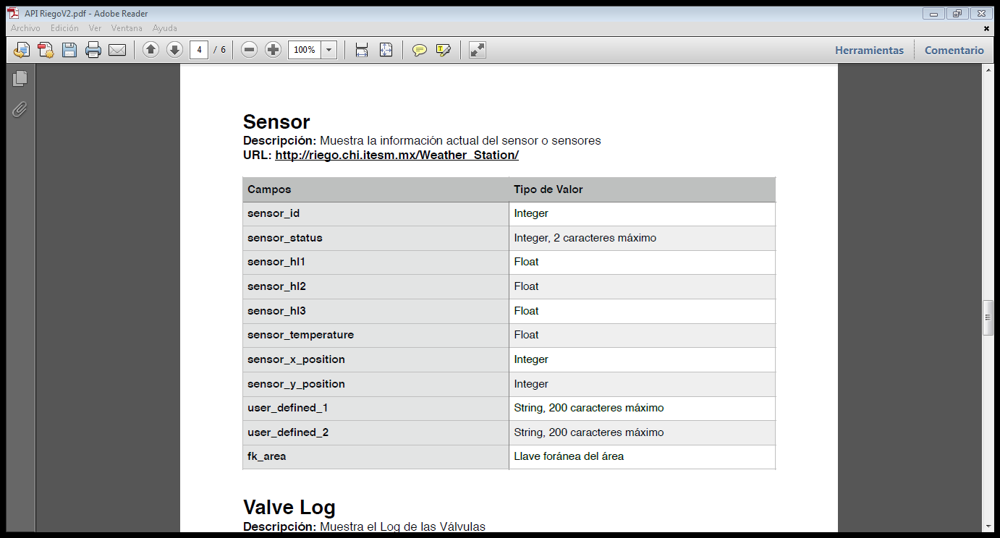 API RiegoV2.pdf - Adobe Reader
Archivo Edición Ver Ventana Ayuda
4 / 6 100% Herramientas Comentario
Sensor
Descripción: Muestra la información actual del sensor o sensores
URL: http://riego.chi.itesm.mx/Weather_Station/
Campos Tipo de Valor
sensor_id Integer
sensor_status Integer, 2 caracteres máximo
sensor_hl1 Float
sensor_hl2 Float
sensor_hl3 Float
sensor_temperature Float
sensor_x_position Integer
sensor_y_position Integer
user_defined_1 String, 200 caracteres máximo
user_defined_2 String, 200 caracteres máximo
fk_area Llave foránea del área
Valve Log
Descripción: Muestra el Log de las Válvulas